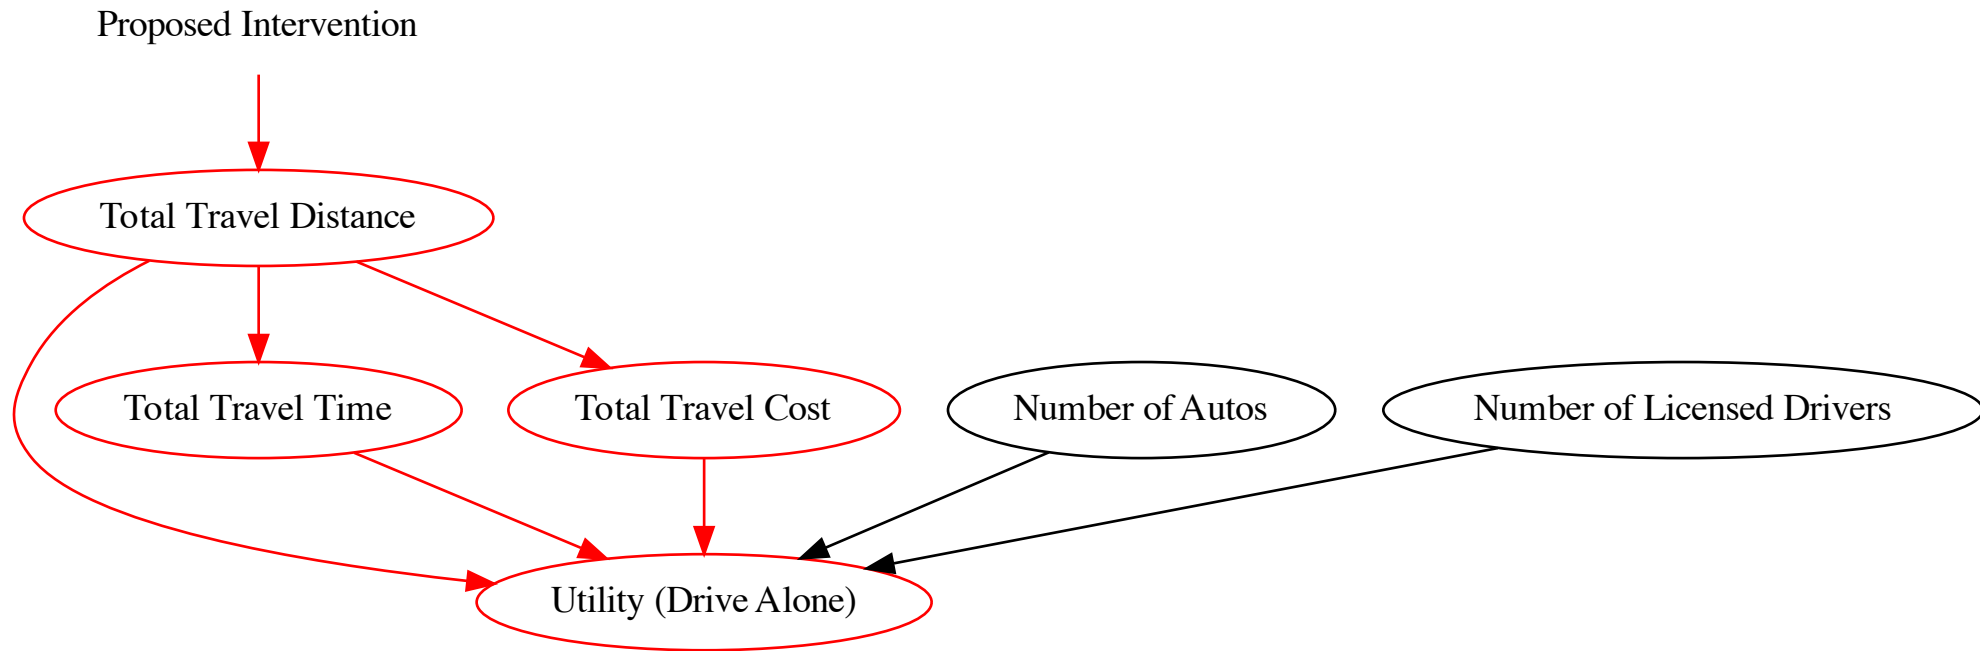 Proposed Intervention
Total Travel Distance
Total Travel Time
Total Travel Cost
Number of Autos
Number of Licensed Drivers
Utility (Drive Alone)